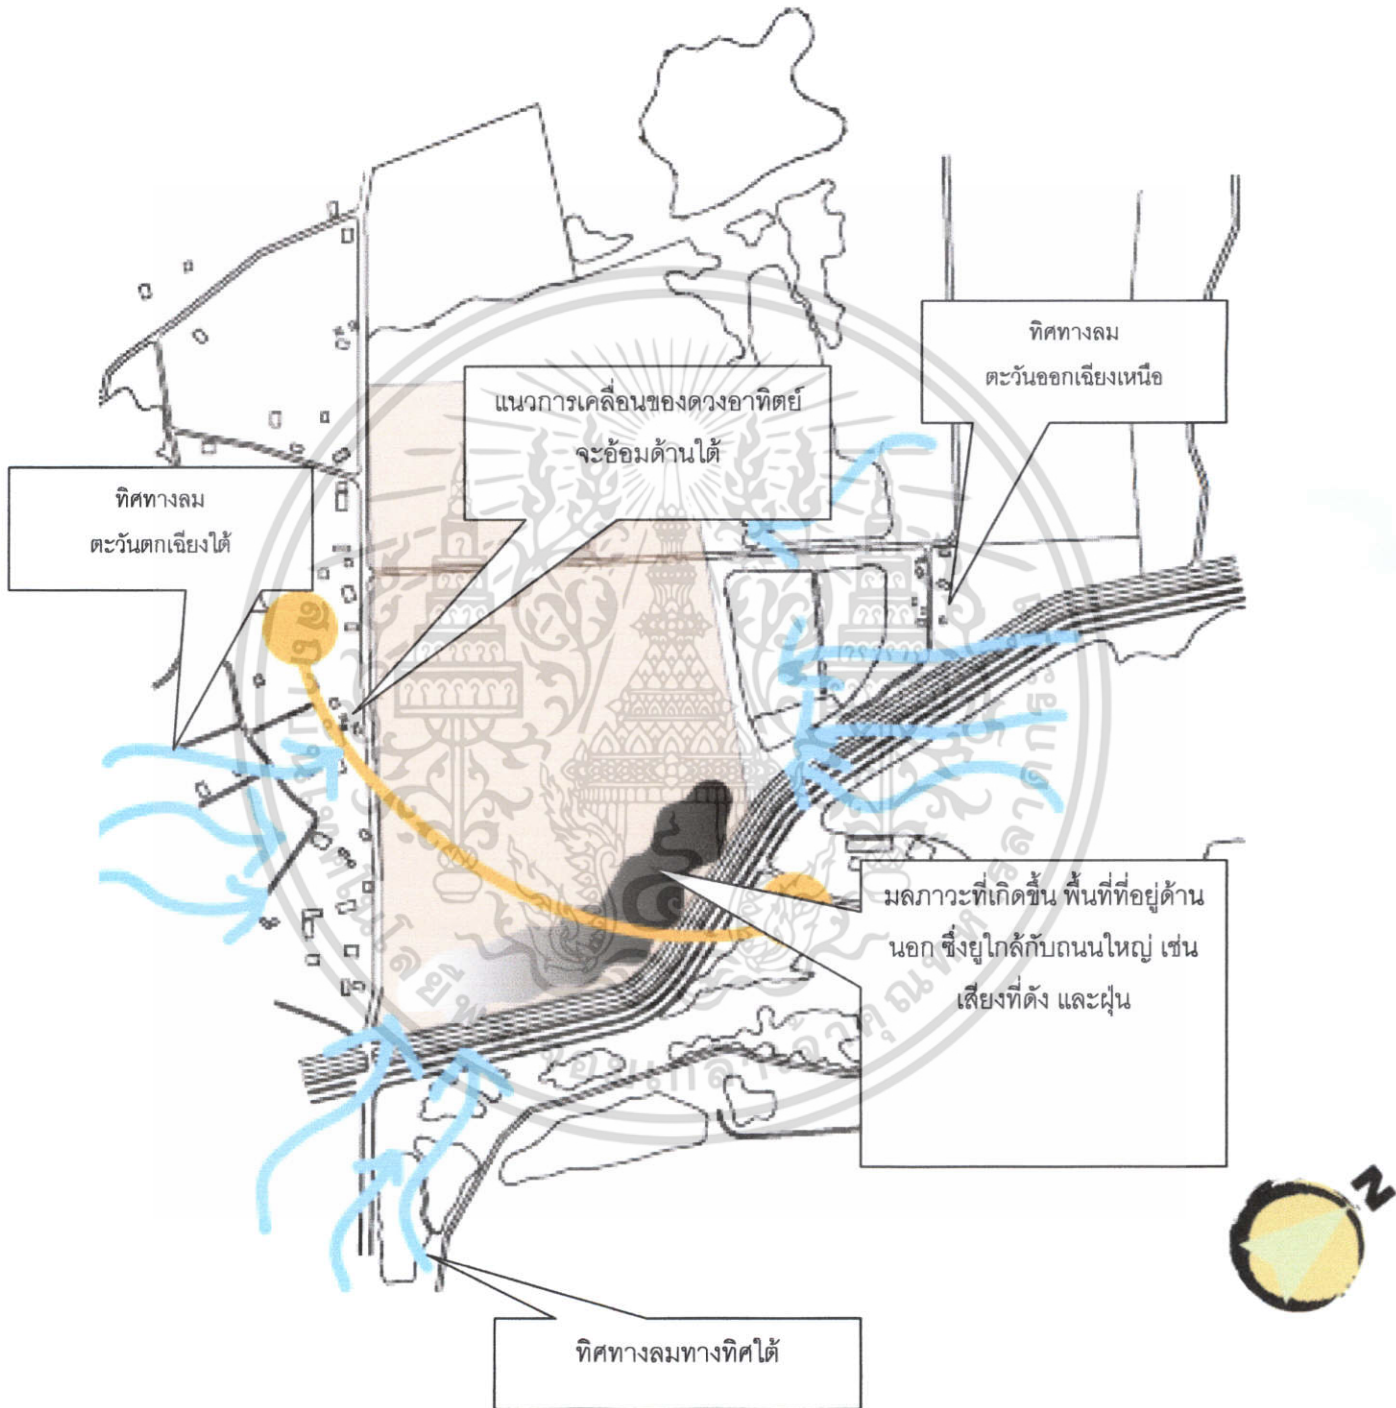 ทิศทางลม
ตะวันออกเฉียงเหนือ
แนวการเคลื่อนของดวงอาทิตย์
จะอ้อมด้านใต้
ทิศทางลม
ตะวันตกเฉียงใต้
มลภาวะที่เกิดขึ้น พื้นที่ที่อยู่ด้าน
นอก ซึ่งยูใกล้กับถนนใหญ่ เช่น
เสียงที่ดัง และฝุ่น
N
ทิศทางลมทางทิศใต้